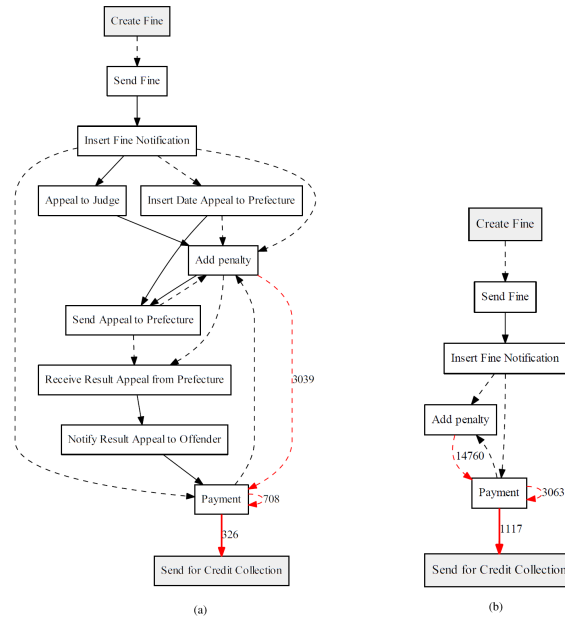 Create Fine
Send Fine
Insert Fine Notification
Appeal to Judge
Insert Date Appeal to Prefecture
Add penalty
Send Appeal to Prefecture
Receive Result Appeal from Prefecture
3039
Notify Result Appeal to Offender
Payment
708
326
Send for Credit Collection
(a)
Create Fine
Send Fine
Insert Fine Notification
Add penalty
14760
Payment
3063
1117
Send for Credit Collection
(b)